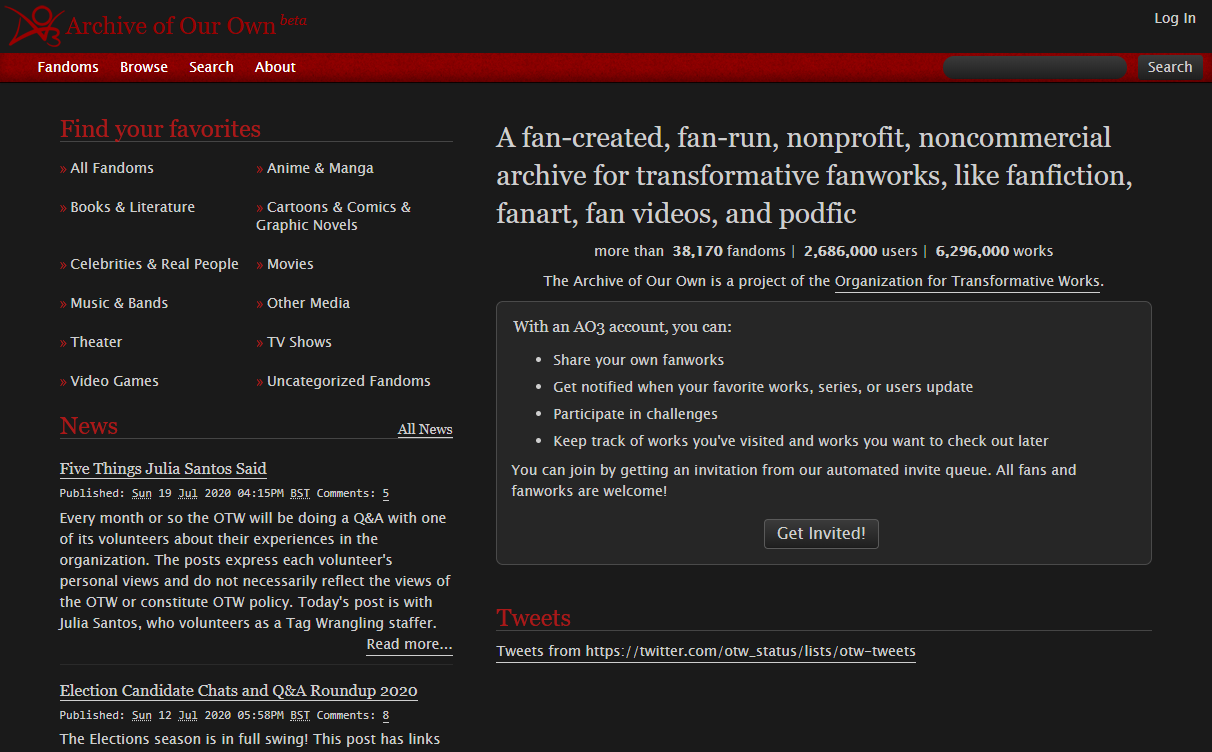 Archive of Our Own beta
Log In
Fandoms Browse Search About
Search
Find your favorites
» All Fandoms
» Anime & Manga
» Books & Literature
» Cartoons & Comics &
Graphic Novels
» Celebrities & Real People
» Movies
» Music & Bands
» Other Media
» Theater
» TV Shows
» Video Games
» Uncategorized Fandoms
News
All News
Five Things Julia Santos Said
Published: Sun 19 Jul 2020 04:15PM BST Comments: 5
Every month or so the OTW will be doing a Q&A with one
of its volunteers about their experiences in the
organization. The posts express each volunteer's
personal views and do not necessarily reflect the views of
the OTW or constitute OTW policy. Today's post is with
Julia Santos, who volunteers as a Tag Wrangling staffer.
Read more...
Election Candidate Chats and Q&A Roundup 2020
Published: Sun 12 Jul 2020 05:58PM BST Comments: 8
The Elections season is in full swing! This post has links
A fan-created, fan-run, nonprofit, noncommercial
archive for transformative fanworks, like fanfiction,
fanart, fan videos, and podfic
more than 38,170 fandoms | 2,686,000 users | 6,296,000 works
The Archive of Our Own is a project of the Organization for Transformative Works.
With an AO3 account, you can:
• Share your own fanworks
• Get notified when your favorite works, series, or users update
• Participate in challenges
• Keep track of works you've visited and works you want to check out later
You can join by getting an invitation from our automated invite queue. All fans and
fanworks are welcome!
Get Invited!
Tweets
Tweets from https://twitter.com/otw_status/lists/otw-tweets